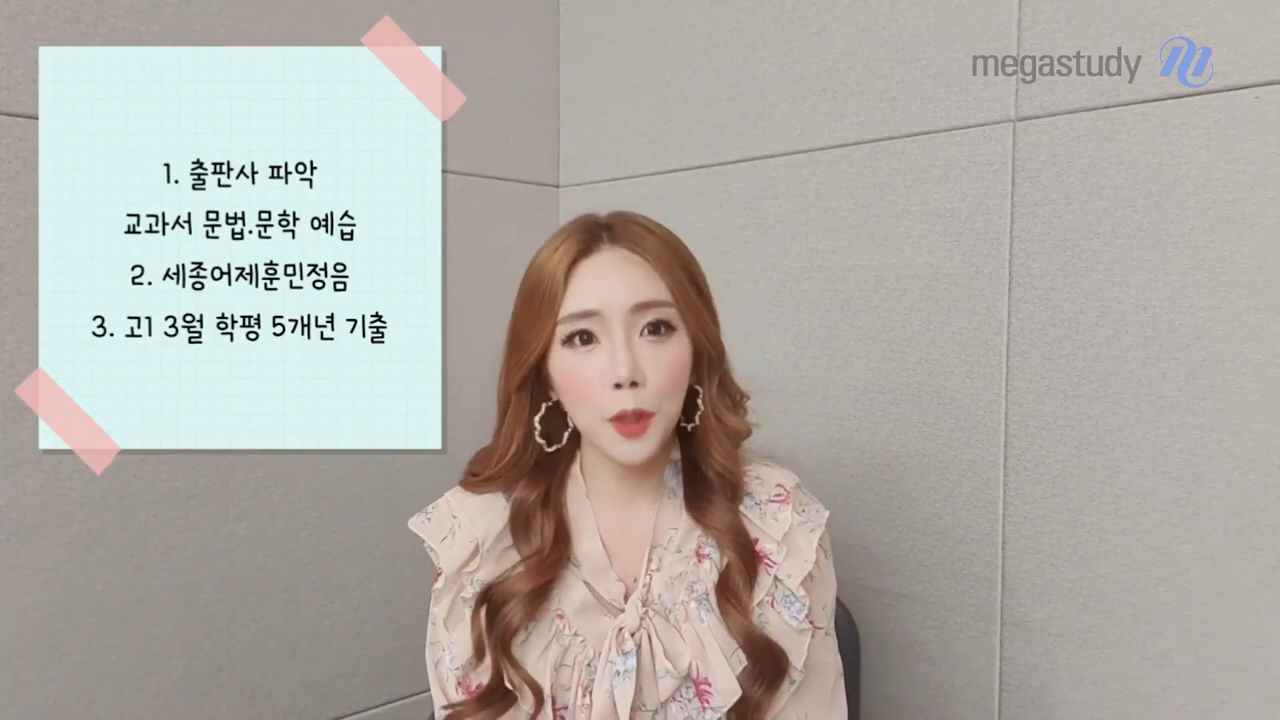 1. 출판사 파악
교과서 문법.문학 예습
2. 세종어제훈민정음
3. 고1 3월 학평 5개년 기출
megastudy